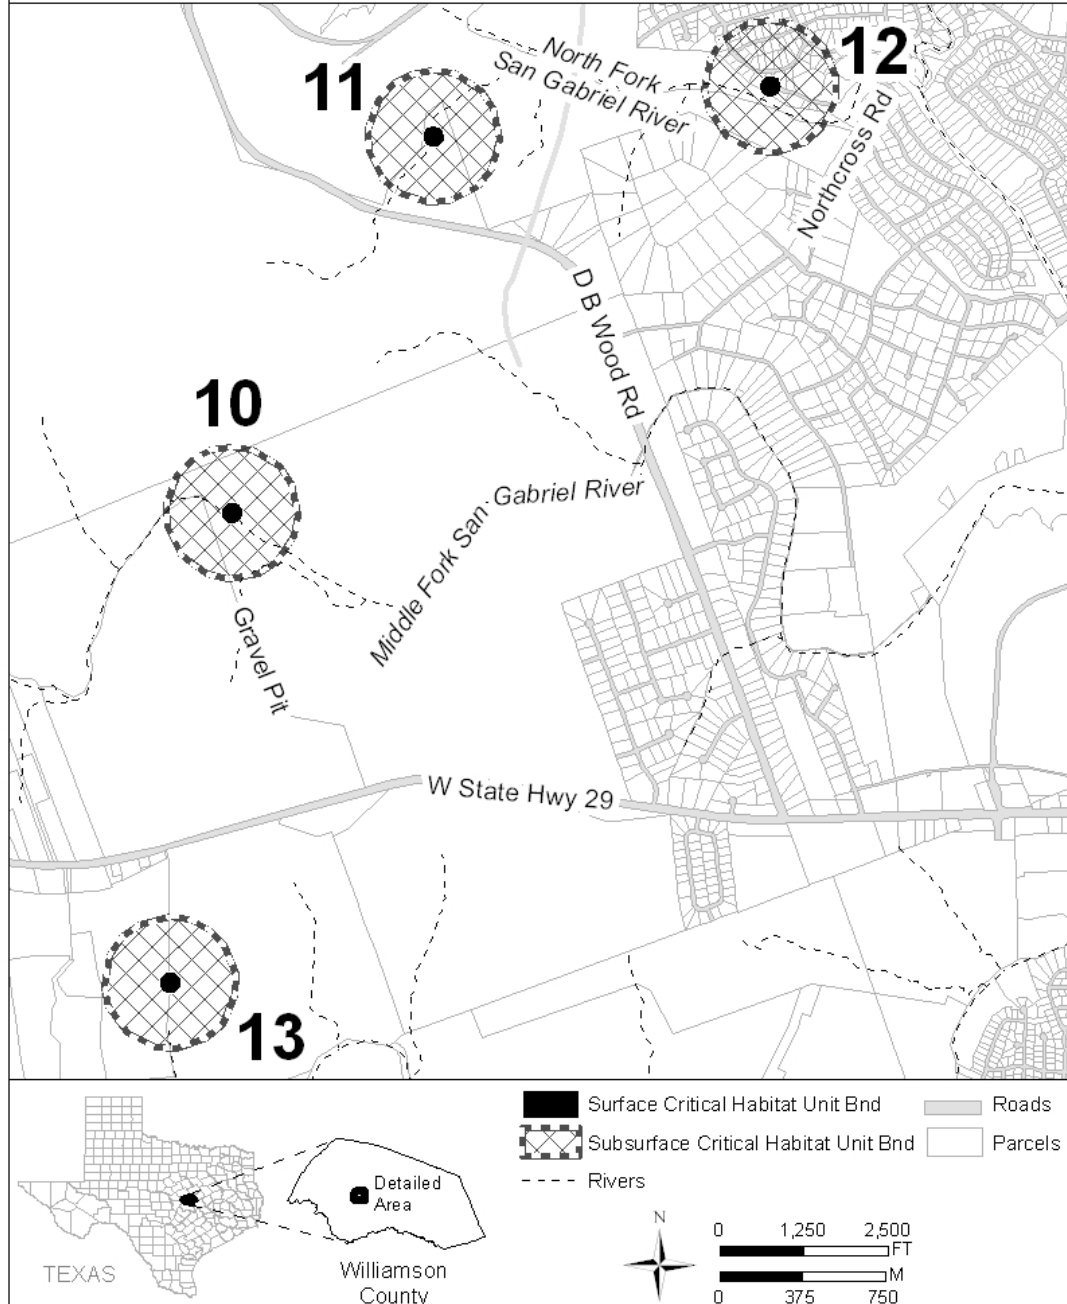 11
North Fork
San Gabriel River
12
Northcross Rd
D B Wood Rd
10
Middle Fork San Gabriel River
Gravel Pit
W State Hwy 29
13
Surface Critical Habitat Unit Bnd
Roads
Subsurface Critical Habitat Unit Bnd
Parcels
Rivers
Detailed
Area
TEXAS
Williamson
County
N
0 1,250 2,500
FT
M
0 375 750